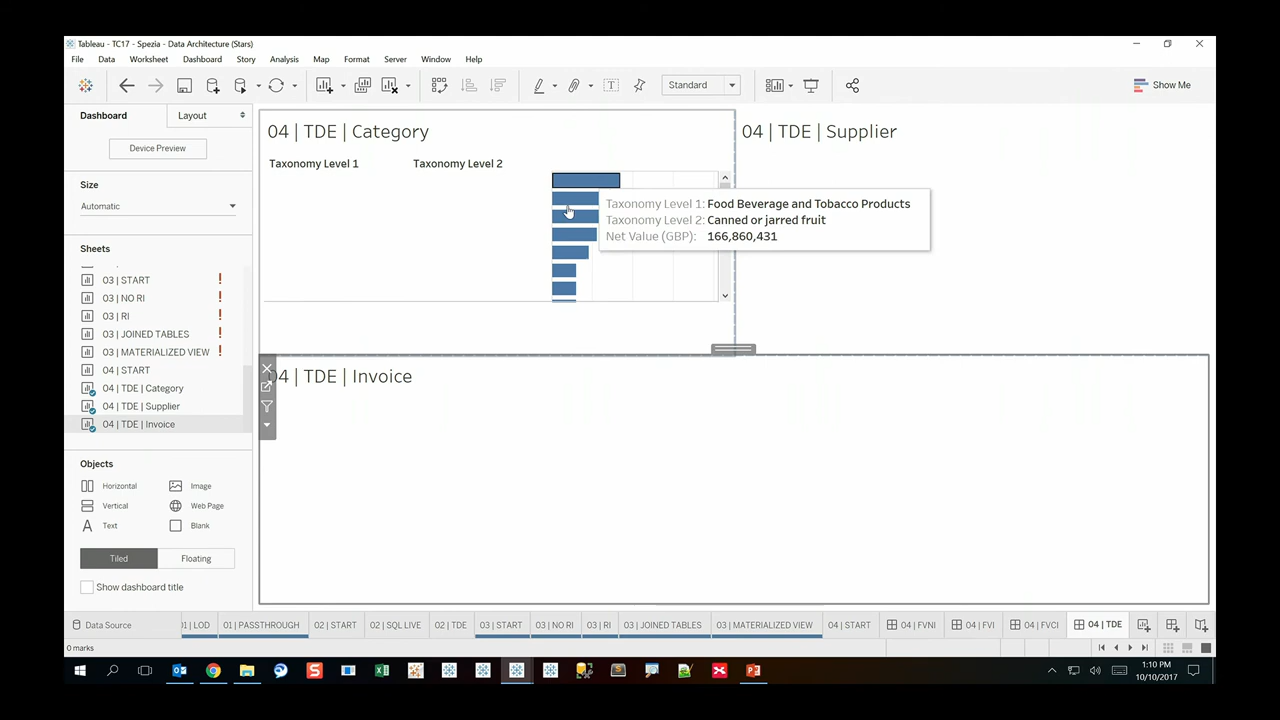 Tableau - TC17 - Spezia - Data Architecture (Stars)
File Data Worksheet Dashboard Story Analysis Map Format Server Window Help
Standard
Show Me
Dashboard Layout
Device Preview
Size
Automatic
Sheets
03 | START !
03 | NO RI !
03 | RI !
03 | JOINED TABLES !
03 | MATERIALIZED VIEW !
04 | START
04 | TDE | Category
04 | TDE | Supplier
04 | TDE | Invoice
Objects
Horizontal Image
Vertical Web Page
A Text Blank
Tiled Floating
Show dashboard title
04 | TDE | Category
Taxonomy Level 1 Taxonomy Level 2
Taxonomy Level 1: Food Beverage and Tobacco Products
Taxonomy Level 2: Canned or jarred fruit
Net Value (GBP): 166,860,431
04 | TDE | Supplier
04 | TDE | Invoice
Data Source
| LOD 01 | PASSTHROUGH 02 | START 02 | SQL LIVE 02 | TDE 03 | START 03 | NO RI 03 | RI 03 | JOINED TABLES 03 | MATERIALIZED VIEW 04 | START 04 | FVNI 04 | FVI 04 | FVCI 04 | TDE
0 marks
1:10 PM
10/10/2017